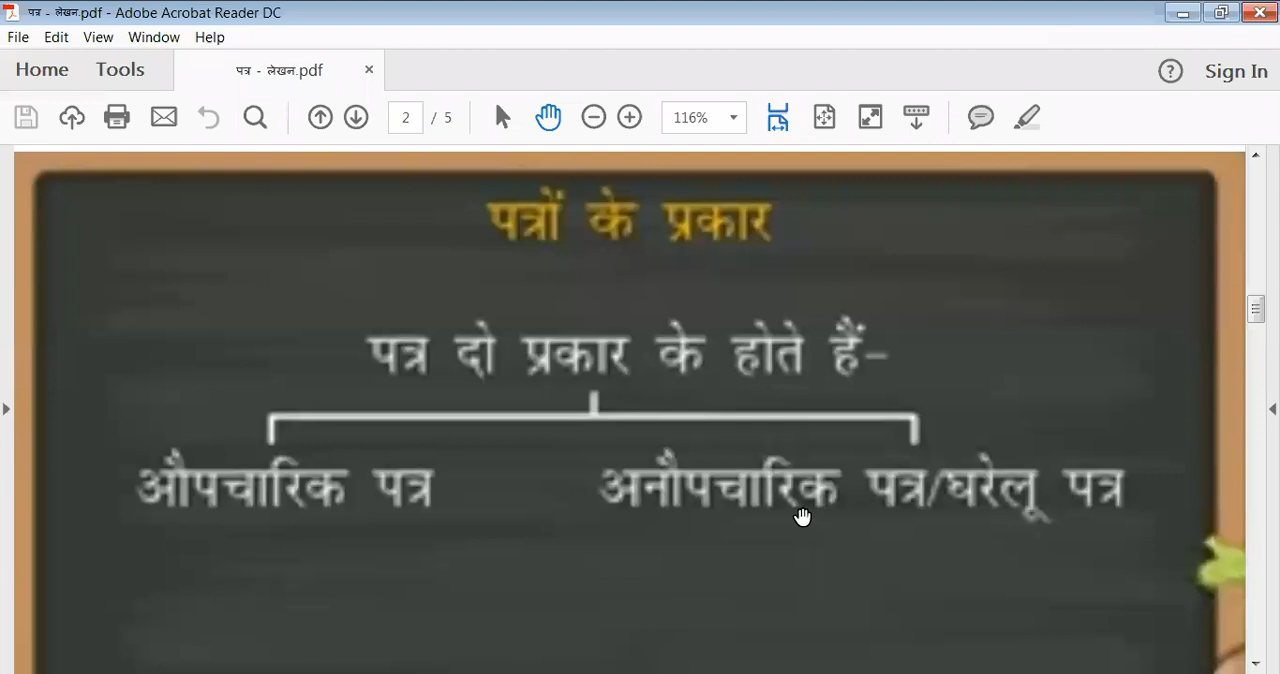 पत्र - लेखन.pdf - Adobe Acrobat Reader DC
File Edit View Window Help
Home Tools पत्र - लेखन.pdf × ? Sign In
2 / 5 116%
पत्रों के प्रकार
पत्र दो प्रकार के होते हैं-
औपचारिक पत्र अनौपचारिक पत्र/घरेलू पत्र